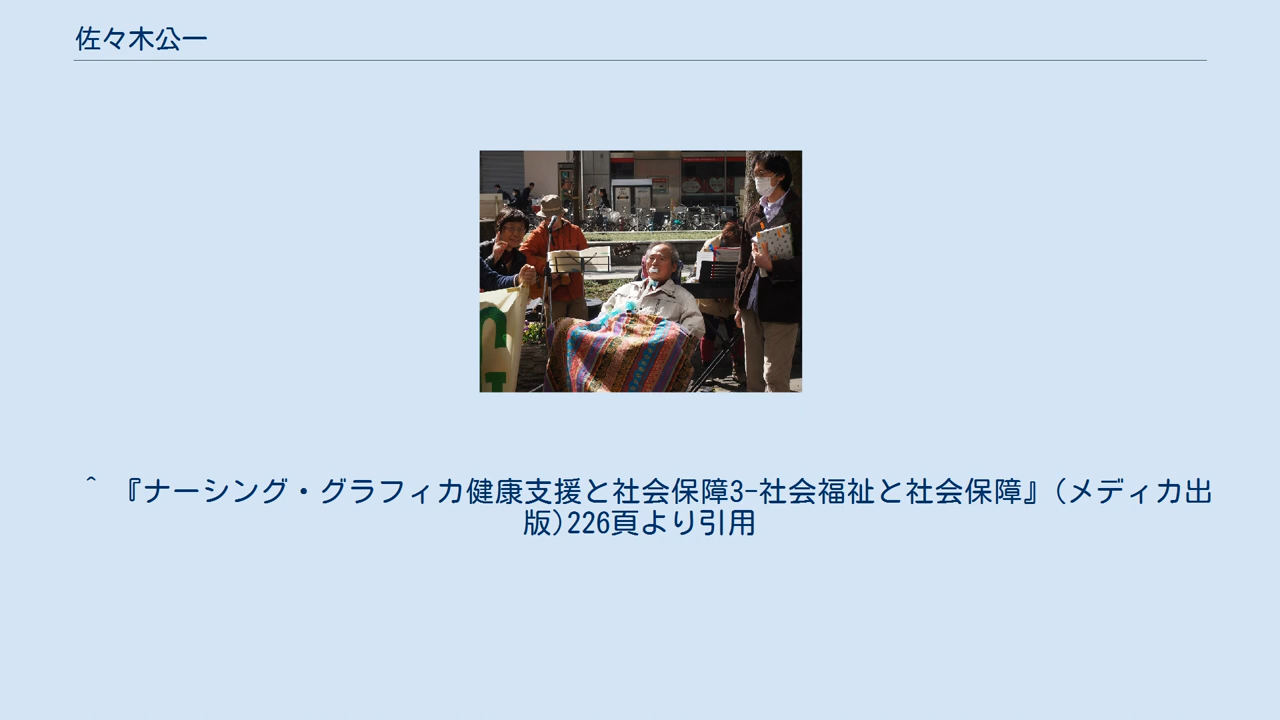 佐々木公一
^ 『ナーシング・グラフィカ健康支援と社会保障3-社会福祉と社会保障』(メディカ出
版)226頁より引用